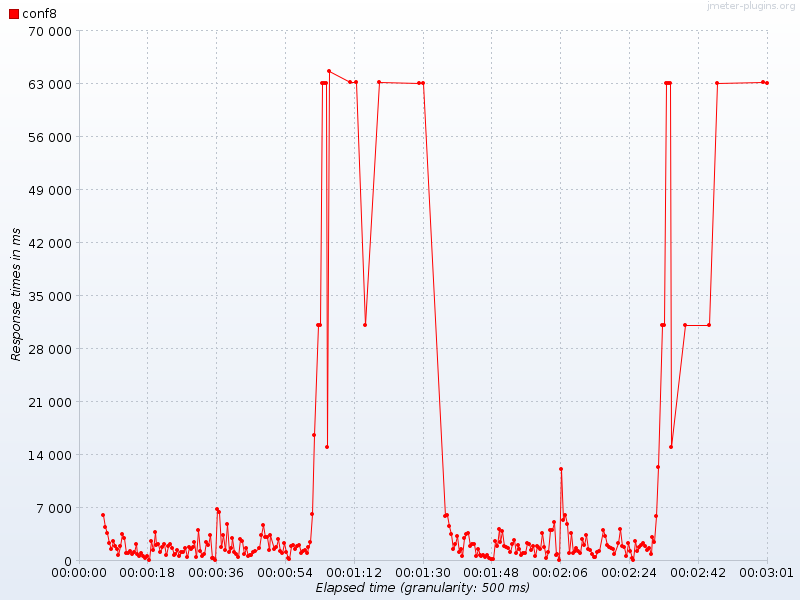 jmeter-plugins.org
conf8
70 000
63 000
56 000
49 000
42 000
35 000
28 000
21 000
14 000
7 000
0
Response times in ms
00:00:00 00:00:18 00:00:36 00:00:54 00:01:12 00:01:30 00:01:48 00:02:06 00:02:24 00:02:42 00:03:01
Elapsed time (granularity: 500 ms)